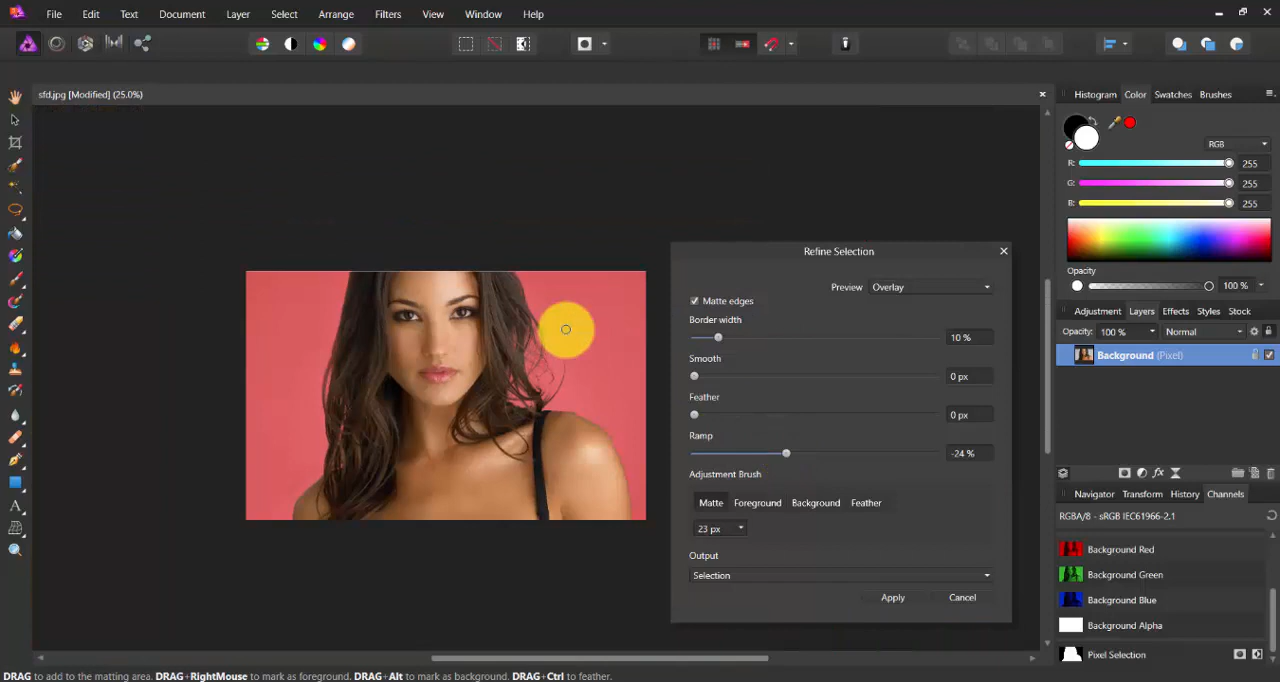 File Edit Text Document Layer Select Arrange Filters View Window Help
sfd.jpg [Modified] (25.0%)
Histogram Color Swatches Brushes
RGB
R: 255
G: 255
B: 255
Opacity
100 %
Adjustment Layers Effects Styles Stock
Opacity: 100 % Normal
Background (Pixel)
Refine Selection
Preview Overlay
Matte edges
Border width
10 %
Smooth
0 px
Feather
0 px
Ramp
-24 %
Adjustment Brush
Matte Foreground Background Feather
23 px
Output
Selection
Apply Cancel
Navigator Transform History Channels
RGBA/8 - sRGB IEC61966-2.1
Background Red
Background Green
Background Blue
Background Alpha
Pixel Selection
DRAG to add to the matting area. DRAG+RightMouse to mark as foreground. DRAG+Alt to mark as background. DRAG+Ctrl to feather.